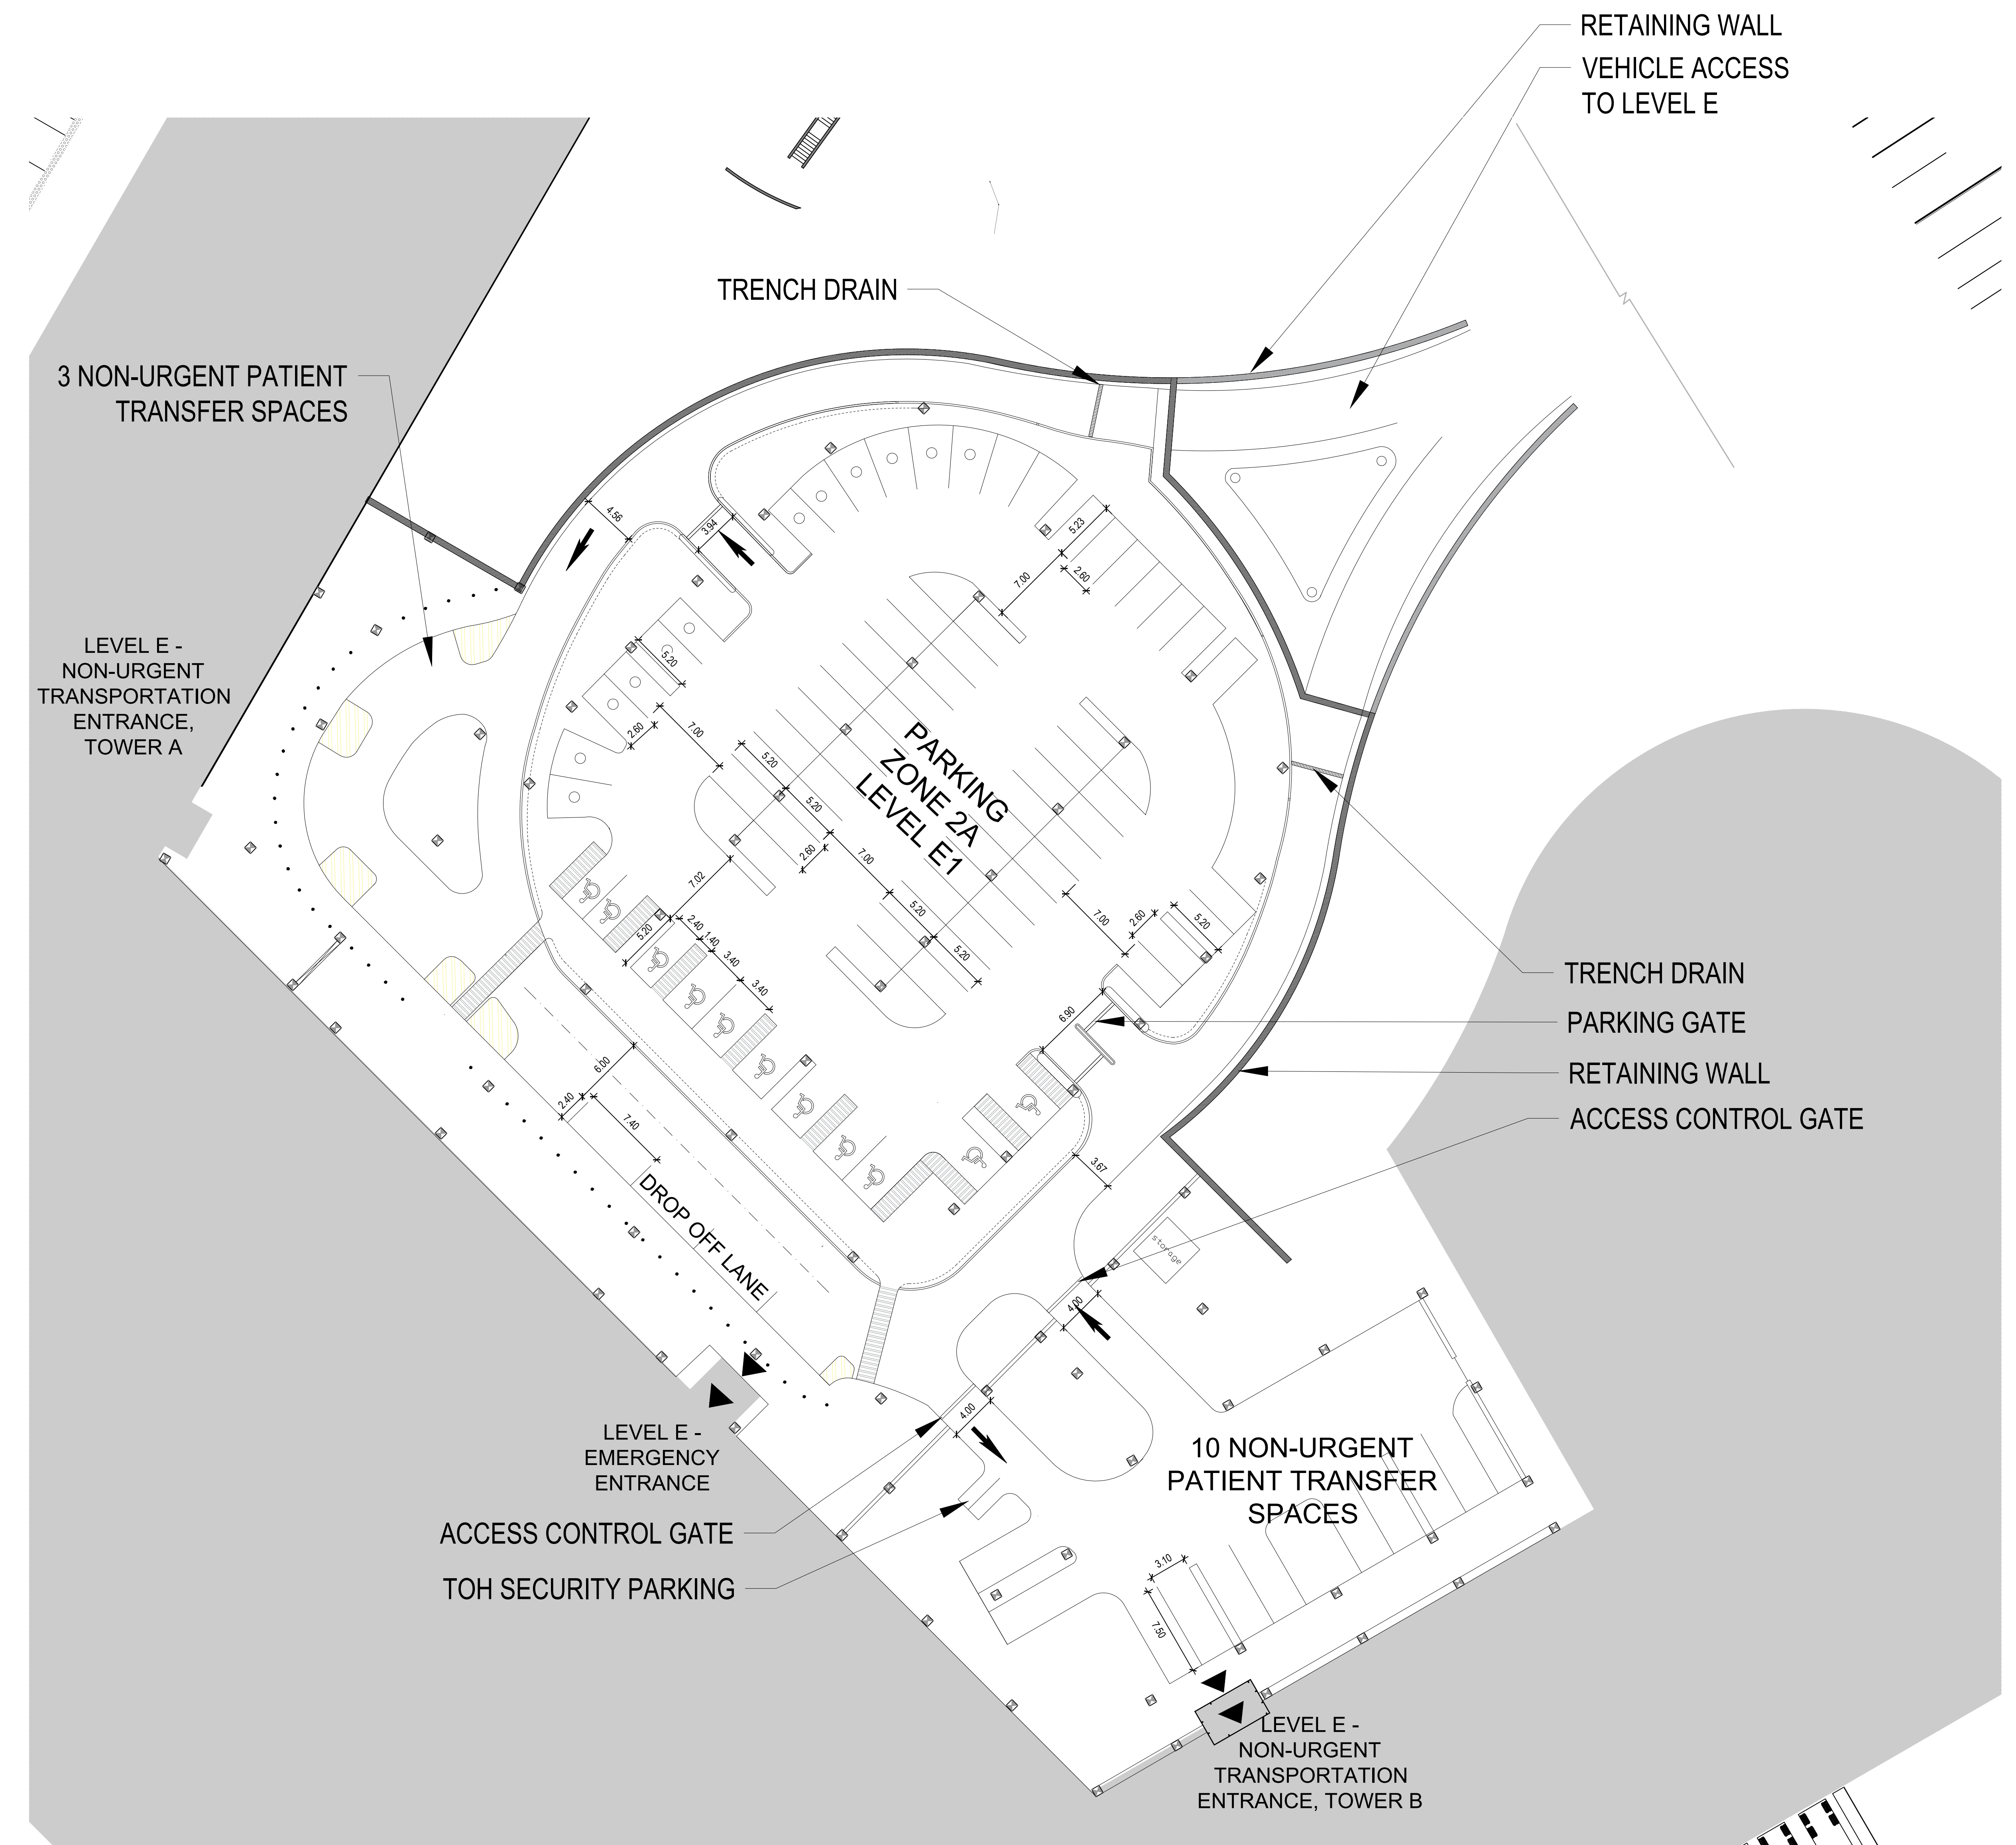 RETAINING WALL
VEHICLE ACCESS
TO LEVEL E
TRENCH DRAIN
3 NON-URGENT PATIENT
TRANSFER SPACES
4.56
3.94
5.23
7.00
2.60
LEVEL E -
NON-URGENT
TRANSPORTATION
ENTRANCE,
TOWER A
5.20
2.60
7.00
5.20
5.20
2.60
7.00
5.20
5.20
PARKING
ZONE 2A
LEVEL E1
7.02
5.20
2.40
1.40
3.40
3.40
7.00
2.60
5.20
6.90
TRENCH DRAIN
PARKING GATE
RETAINING WALL
ACCESS CONTROL GATE
6.00
2.40
7.40
DROP OFF LANE
3.67
storage
4.00
4.00
LEVEL E -
EMERGENCY
ENTRANCE
10 NON-URGENT
PATIENT TRANSFER
SPACES
ACCESS CONTROL GATE
TOH SECURITY PARKING
3.10
7.50
LEVEL E -
NON-URGENT
TRANSPORTATION
ENTRANCE, TOWER B